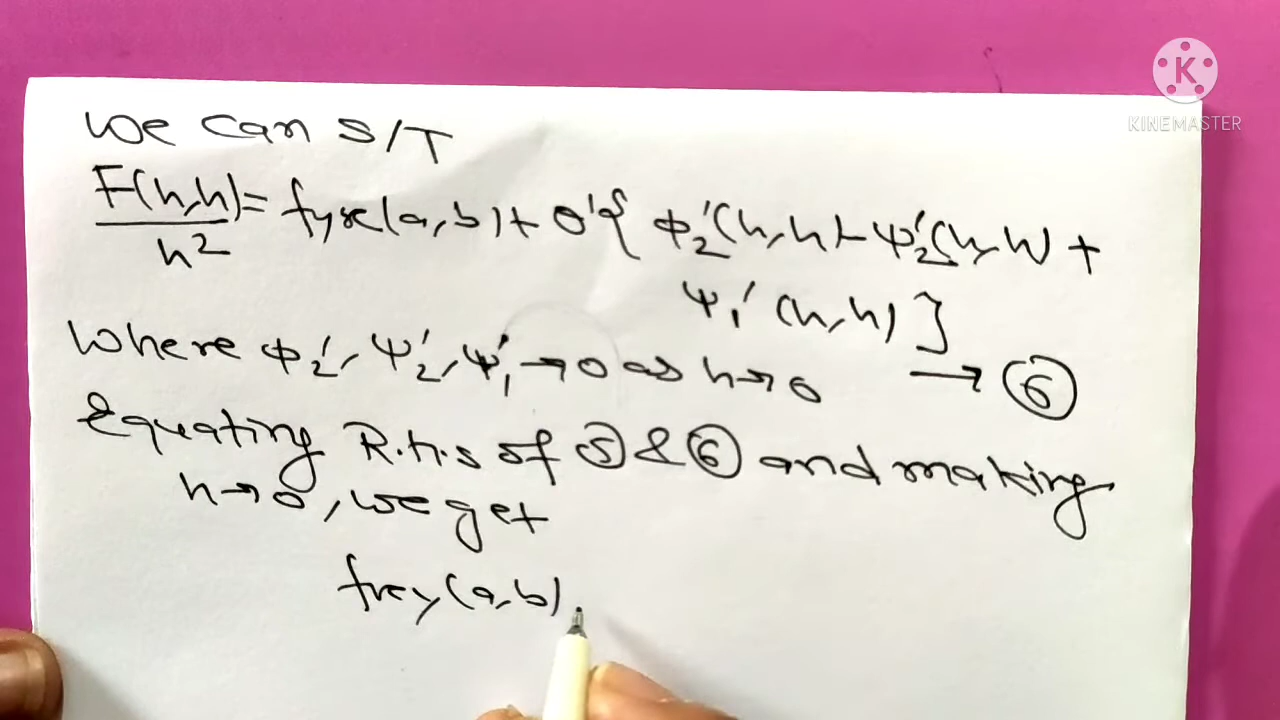 K
KINEMASTER
We can S/T
F(h,h)/h² = fyx(a,b) + θ'{ Φ₂'(h,h) - Ψ₂'(h,h) +
Ψ₁'(h,h) ]
Where Φ₂', Ψ₂', Ψ₁' → 0 as h → 0 → ⑥
Equating R.H.S of ⑤ & ⑥ and making
h → 0, we get
fxy(a,b)